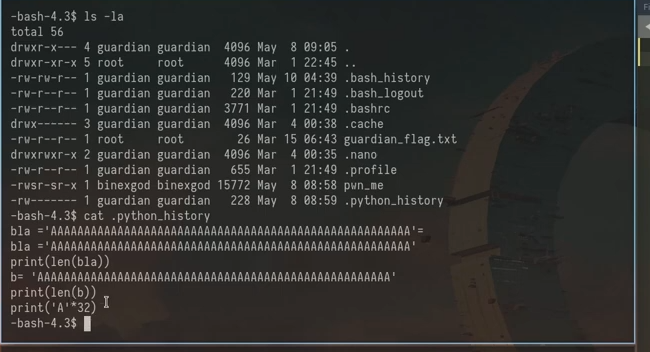 -bash-4.3$ ls -la
total 56
drwxr-x--- 4 guardian guardian  4096 May  8 09:05 .
drwxr-xr-x 5 root     root      4096 Mar  1 22:45 ..
-rw-rw-r-- 1 guardian guardian   129 May 10 04:39 .bash_history
-rw-r--r-- 1 guardian guardian   220 Mar  1 21:49 .bash_logout
-rw-r--r-- 1 guardian guardian  3771 Mar  1 21:49 .bashrc
drwx------ 3 guardian guardian  4096 Mar  4 00:38 .cache
-rw-r--r-- 1 root     root        26 Mar 15 06:43 guardian_flag.txt
drwxrwxr-x 2 guardian guardian  4096 Mar  4 00:35 .nano
-rw-r--r-- 1 guardian guardian   655 Mar  1 21:49 .profile
-rwsr-sr-x 1 binexgod binexgod 15772 May  8 08:58 pwn_me
-rw------- 1 guardian guardian   228 May  8 08:59 .python_history
-bash-4.3$ cat .python_history
bla ='AAAAAAAAAAAAAAAAAAAAAAAAAAAAAAAAAAAAAAAAAAAAAAAAAAAAAA'=
bla ='AAAAAAAAAAAAAAAAAAAAAAAAAAAAAAAAAAAAAAAAAAAAAAAAAAAAAA'
print(len(bla))
b= 'AAAAAAAAAAAAAAAAAAAAAAAAAAAAAAAAAAAAAAAAAAAAAAAAAAAAA'
print(len(b))
print('A'*32)
-bash-4.3$